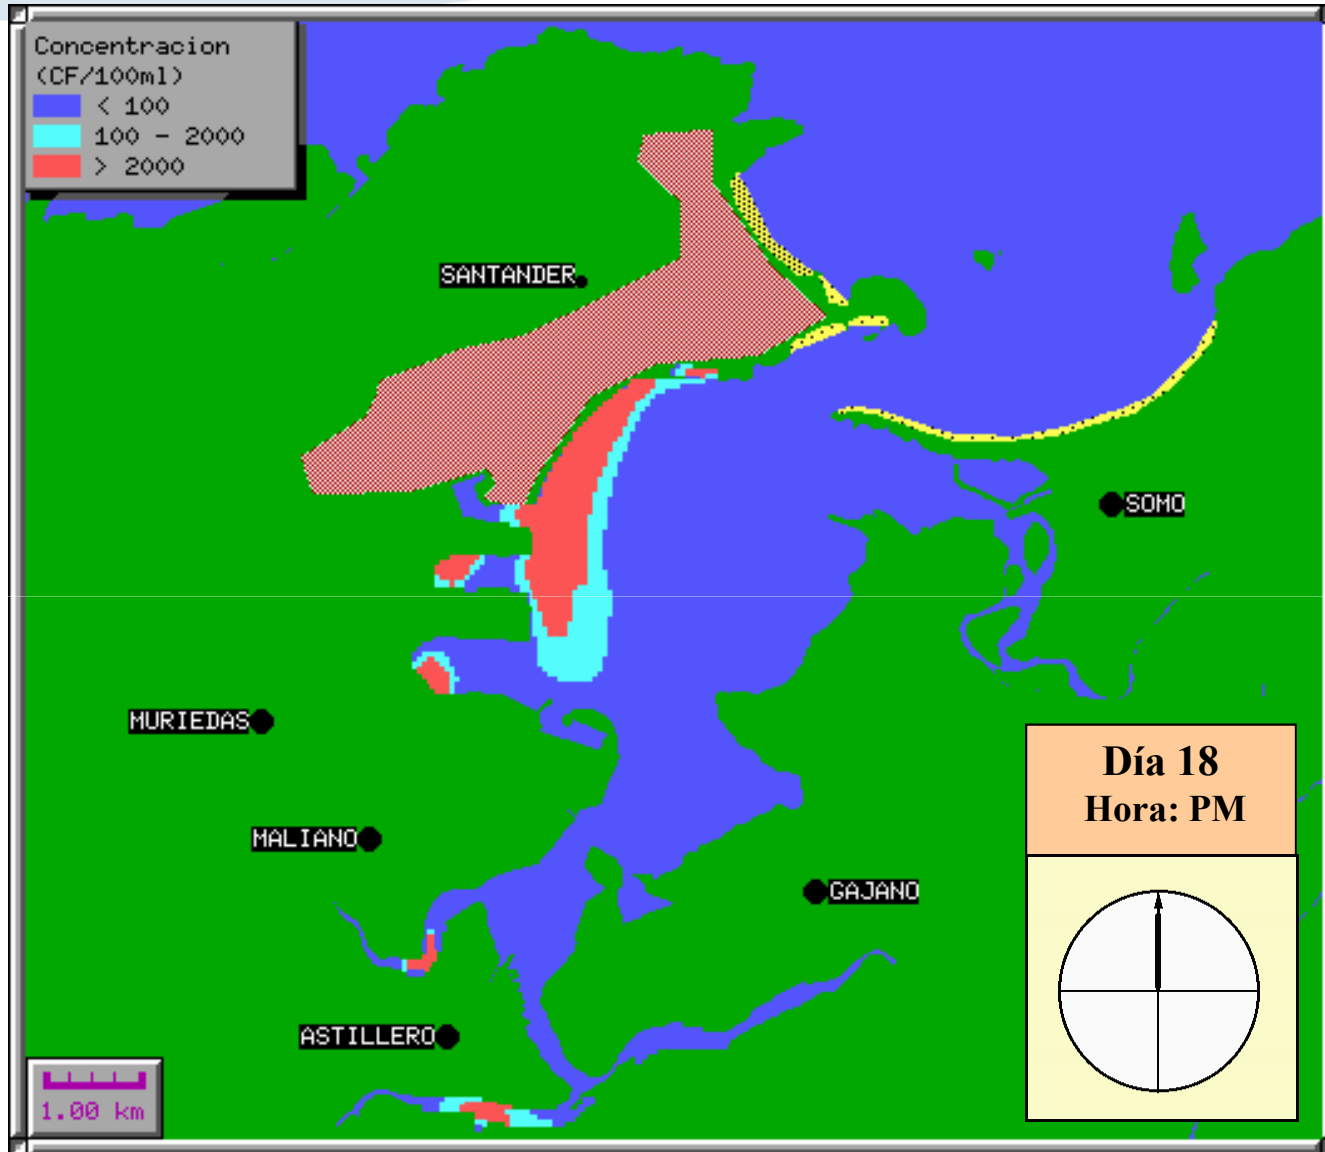 Concentracion
(CF/100ml)
< 100
100 - 2000
> 2000
SANTANDER
SOMO
MURIEDAS
Día 18
Hora: PM
MALIANO
GAJANO
ASTILLERO
1.00 km